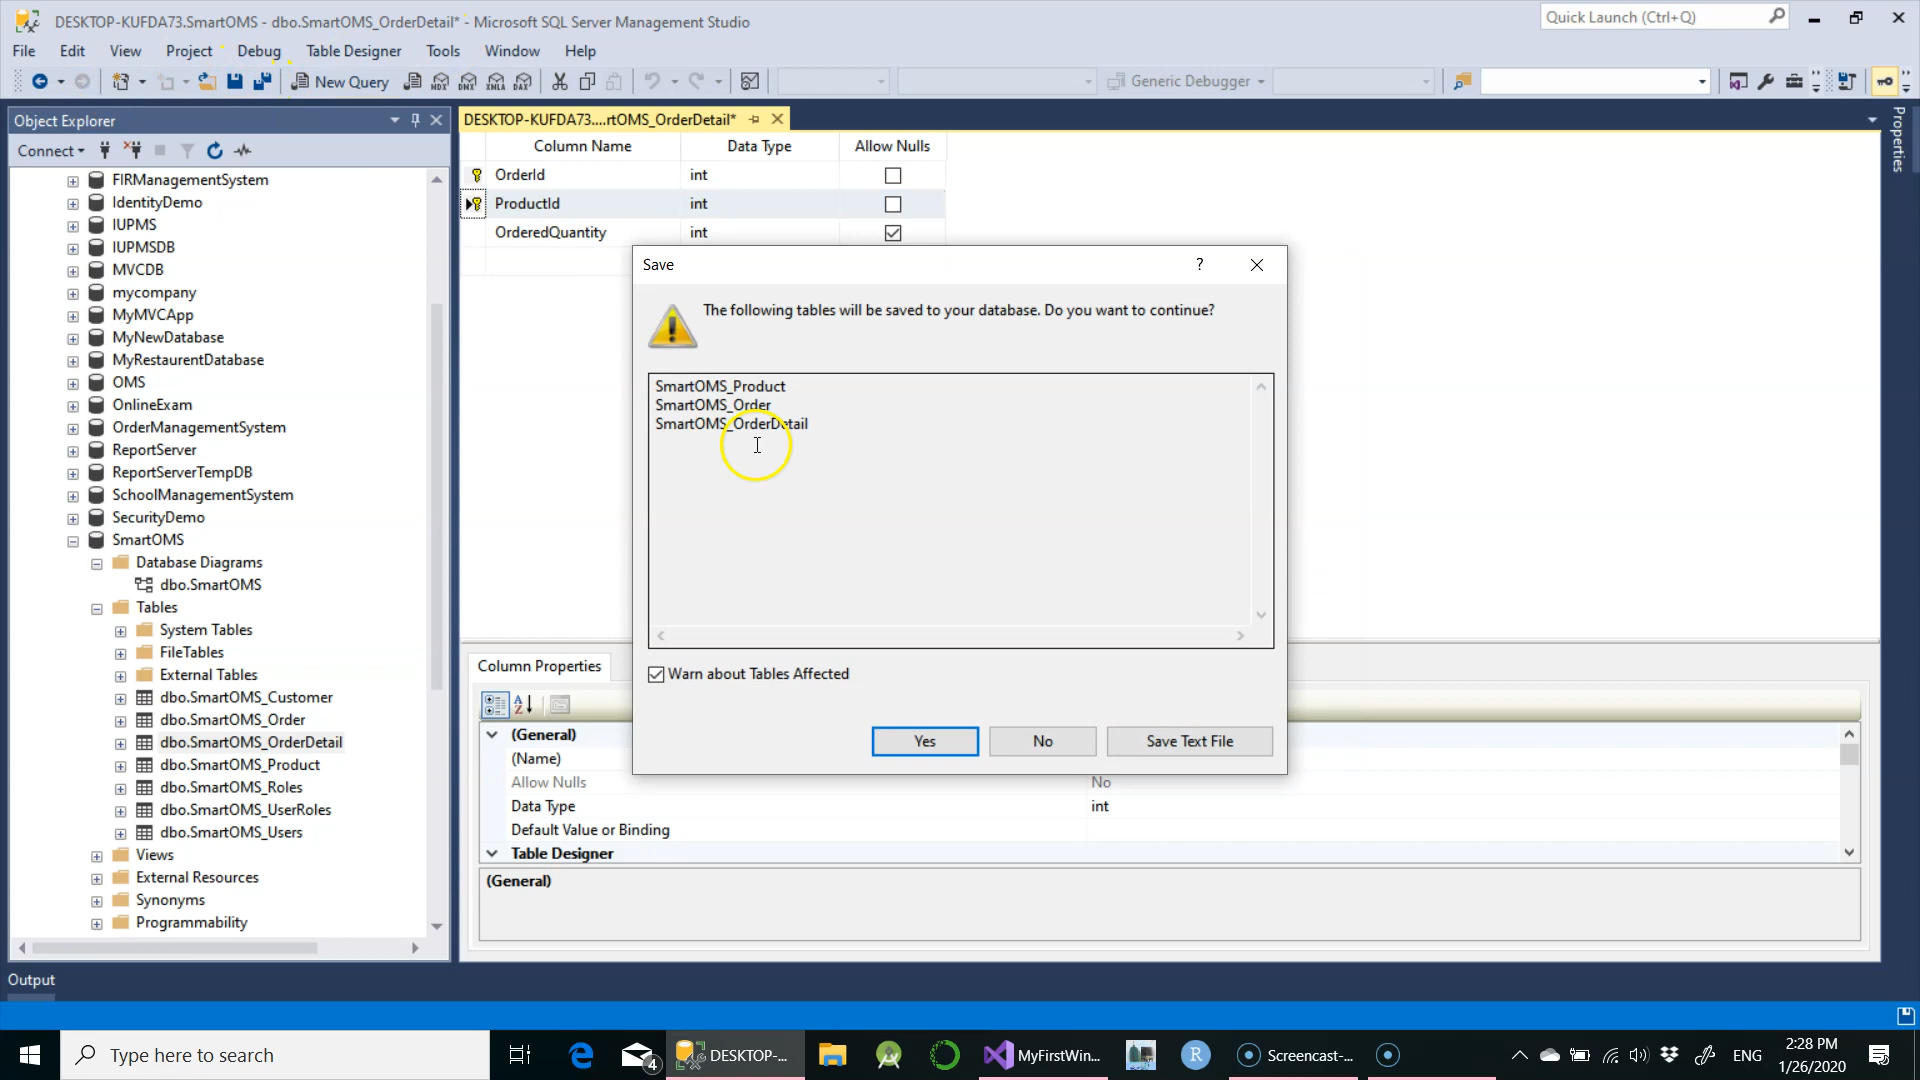 DESKTOP-KUFDA73.SmartOMS - dbo.SmartOMS_OrderDetail* - Microsoft SQL Server Management Studio
Quick Launch (Ctrl+Q)
File Edit View Project Debug Table Designer Tools Window Help
New Query MDX DMX XMLA DAX Generic Debugger
Object Explorer
DESKTOP-KUFDA73....rtOMS_OrderDetail*
Properties
Connect
Column Name Data Type Allow Nulls
OrderId int
ProductId int
OrderedQuantity int
FIRManagementSystem
IdentityDemo
IUPMS
IUPMSDB
MVCDB
mycompany
MyMVCApp
MyNewDatabase
MyRestaurentDatabase
OMS
OnlineExam
OrderManagementSystem
ReportServer
ReportServerTempDB
SchoolManagementSystem
SecurityDemo
SmartOMS
Database Diagrams
dbo.SmartOMS
Tables
System Tables
FileTables
External Tables
dbo.SmartOMS_Customer
dbo.SmartOMS_Order
dbo.SmartOMS_OrderDetail
dbo.SmartOMS_Product
dbo.SmartOMS_Roles
dbo.SmartOMS_UserRoles
dbo.SmartOMS_Users
Views
External Resources
Synonyms
Programmability
Save ?
The following tables will be saved to your database. Do you want to continue?
SmartOMS_Product
SmartOMS_Order
SmartOMS_OrderDetail
Warn about Tables Affected
Yes No Save Text File
Column Properties
(General)
(Name)
Allow Nulls No
Data Type int
Default Value or Binding
Table Designer
(General)
Output
Type here to search
4
DESKTOP-...
MyFirstWin...
R
Screencast-...
ENG
2:28 PM
1/26/2020